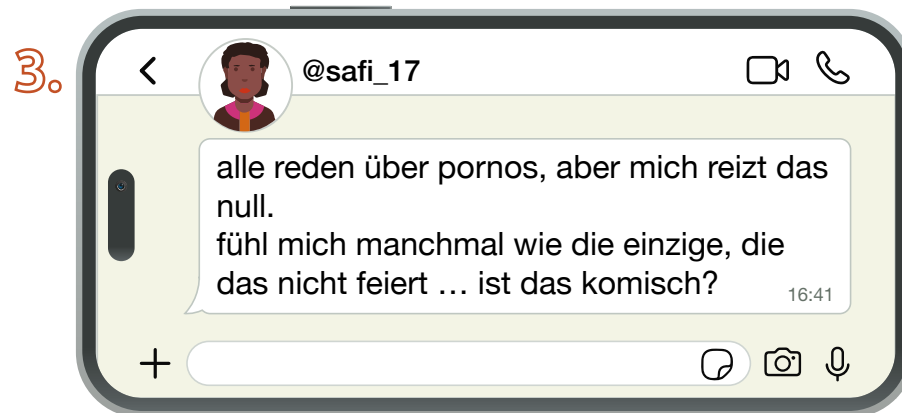 3.
@safi_17
alle reden über pornos, aber mich reizt das
null.
fühl mich manchmal wie die einzige, die
das nicht feiert … ist das komisch?
16:41